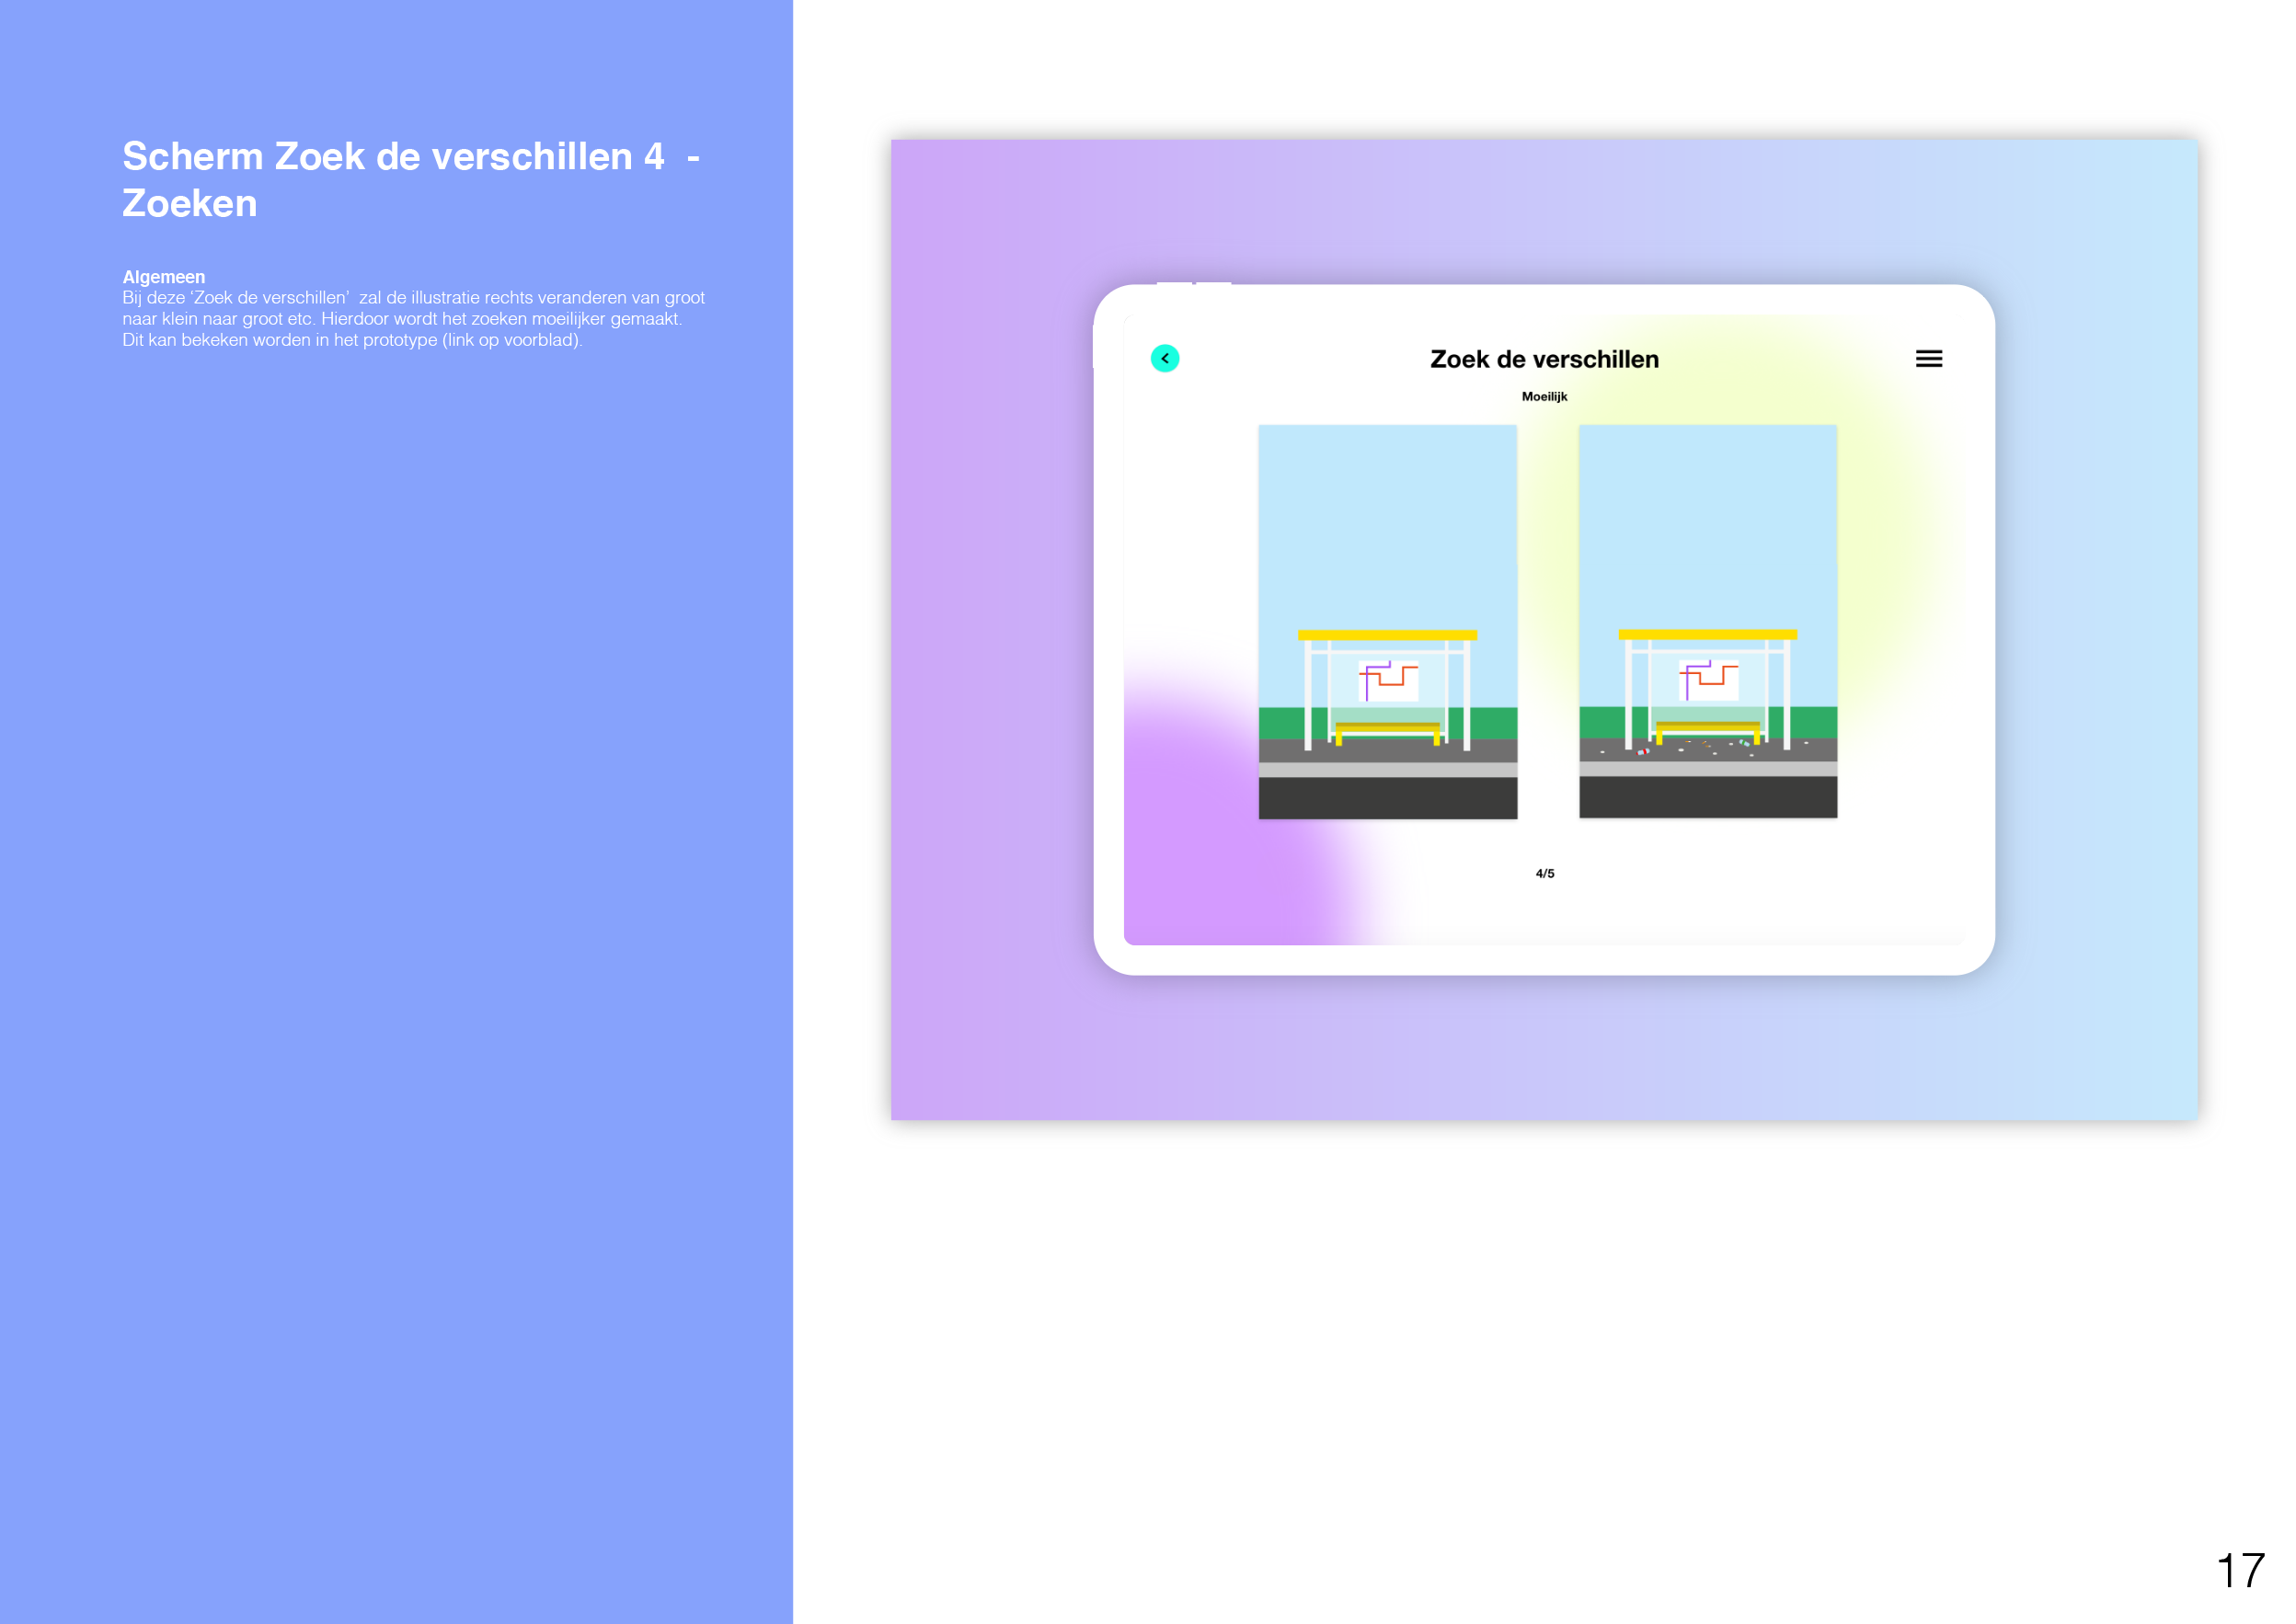 Scherm Zoek de verschillen 4 -
Zoeken
Algemeen
Bij deze ‘Zoek de verschillen’ zal de illustratie rechts veranderen van groot
naar klein naar groot etc. Hierdoor wordt het zoeken moeilijker gemaakt.
Dit kan bekeken worden in het prototype (link op voorblad).
Zoek de verschillen
Moeilijk
4/5
17